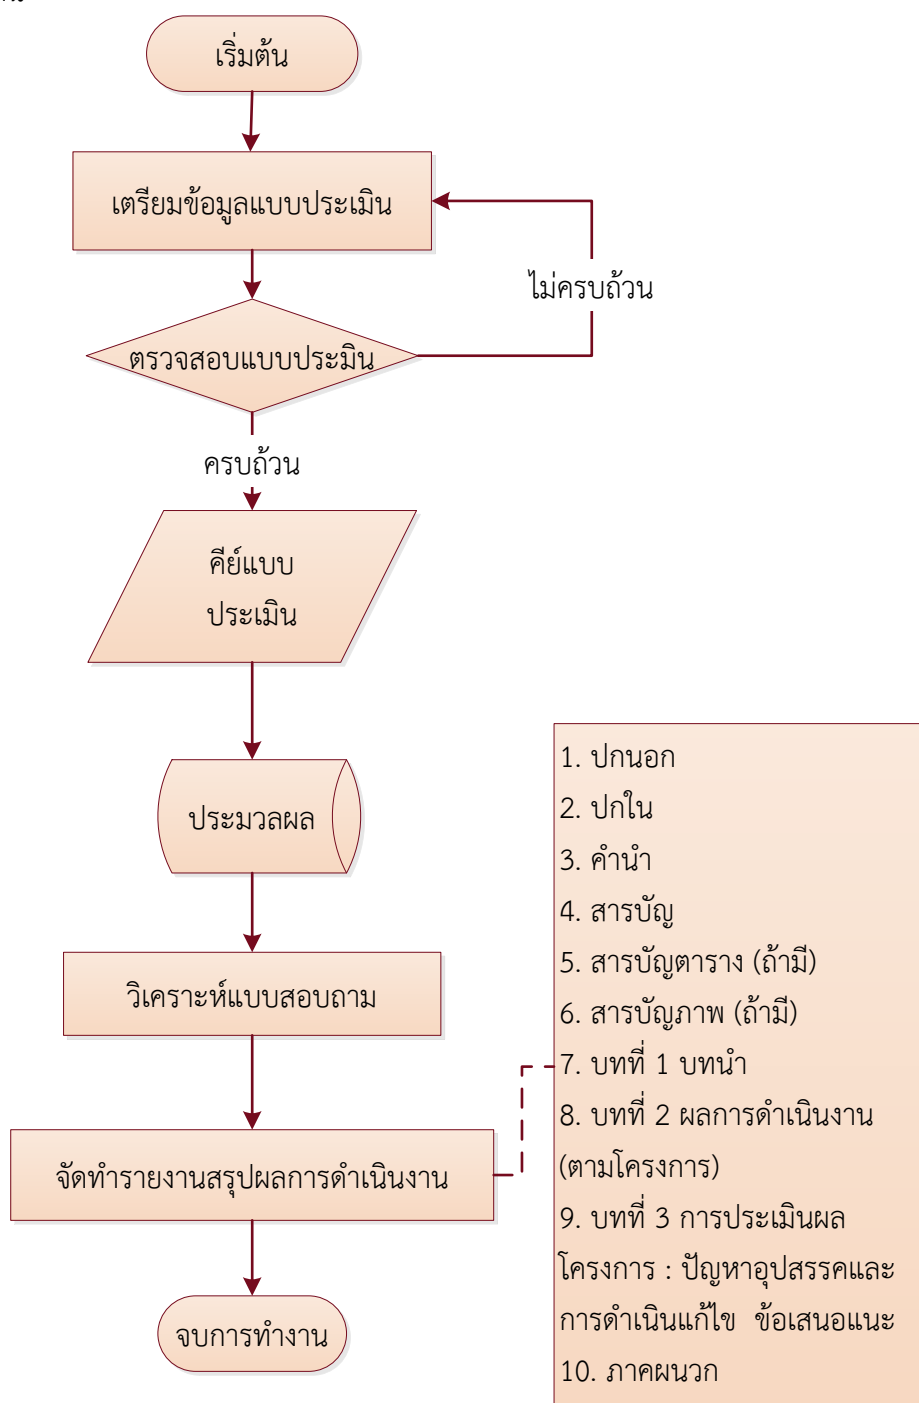 เริ่มต้น
เตรียมข้อมูลแบบประเมิน
ไม่ครบถ้วน
ตรวจสอบแบบประมิน
ครบถ้วน
คีย์แบบ
ประเมิน
ประมวลผล
วิเคราะห์แบบสอบถาม
จัดทำรายงานสรุปผลการดำเนินงาน
จบการทำงาน
1. ปกนอก
2. ปกใน
3. คำนำ
4. สารบัญ
5. สารบัญตาราง (ถ้ามี)
6. สารบัญภาพ (ถ้ามี)
7. บทที่ 1 บทนำ
8. บทที่ 2 ผลการดำเนินงาน
(ตามโครงการ)
9. บทที่ 3 การประเมินผล
โครงการ : ปัญหาอุปสรรคและ
การดำเนินแก้ไข  ข้อเสนอแนะ
10. ภาคผนวก